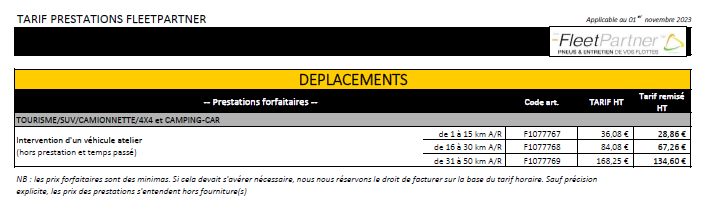 TARIF PRESTATIONS FLEETPARTNER
Applicable au 01er novembre 2023
FleetPartner
PNEUS & ENTRETIEN DE VOS FLOTTES
DEPLACEMENTS
-- Prestations forfaitaires -- Code art. TARIF HT Tarif remisé HT
TOURISME/SUV/CAMIONNETTE/4X4 et CAMPING-CAR
Intervention d'un véhicule atelier
(hors prestation et temps passé)
de 1 à 15 km A/R F1077767 36,08 € 28,86 €
de 16 à 30 km A/R F1077768 84,08 € 67,26 €
de 31 à 50 km A/R F1077769 168,25 € 134,60 €
NB : les prix forfaitaires sont des minimas. Si cela devait s'avérer nécessaire, nous nous réservons le droit de facturer sur la base du tarif horaire. Sauf précision
explicite, les prix des prestations s'entendent hors fourniture(s)